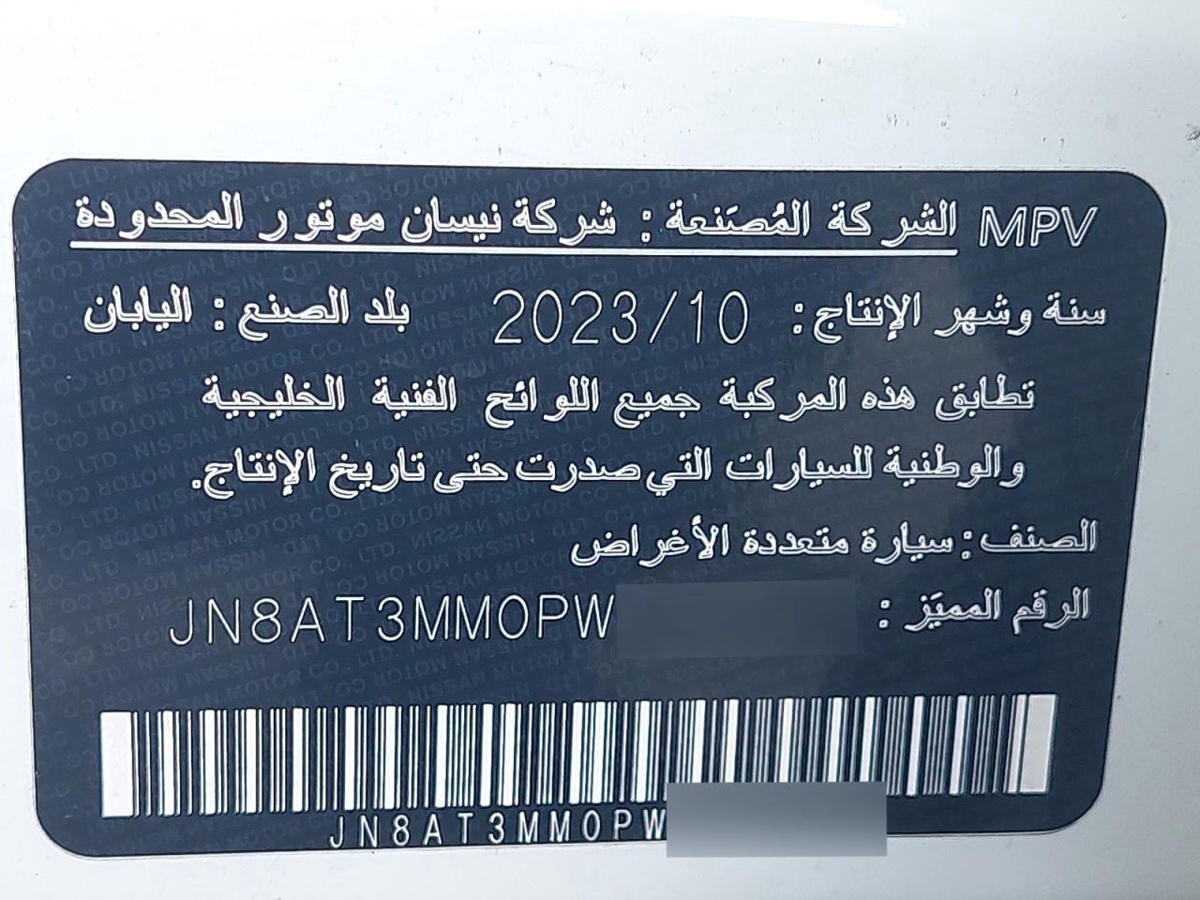 MPV الشركة المُصَنعة : شركة نيسان موتور المحدودة
سنة وشهر الإنتاج: 2023/10 بلد الصنع : اليابان
تطابق هذه المركبة جميع اللوائح الفنية الخليجية
والوطنية للسيارات التي صدرت حتى تاريخ الإنتاج.
الصنف: سيارة متعددة الأغراض
الرقم المميَز : JN8AT3MM0PW
JN8AT3MM0PW